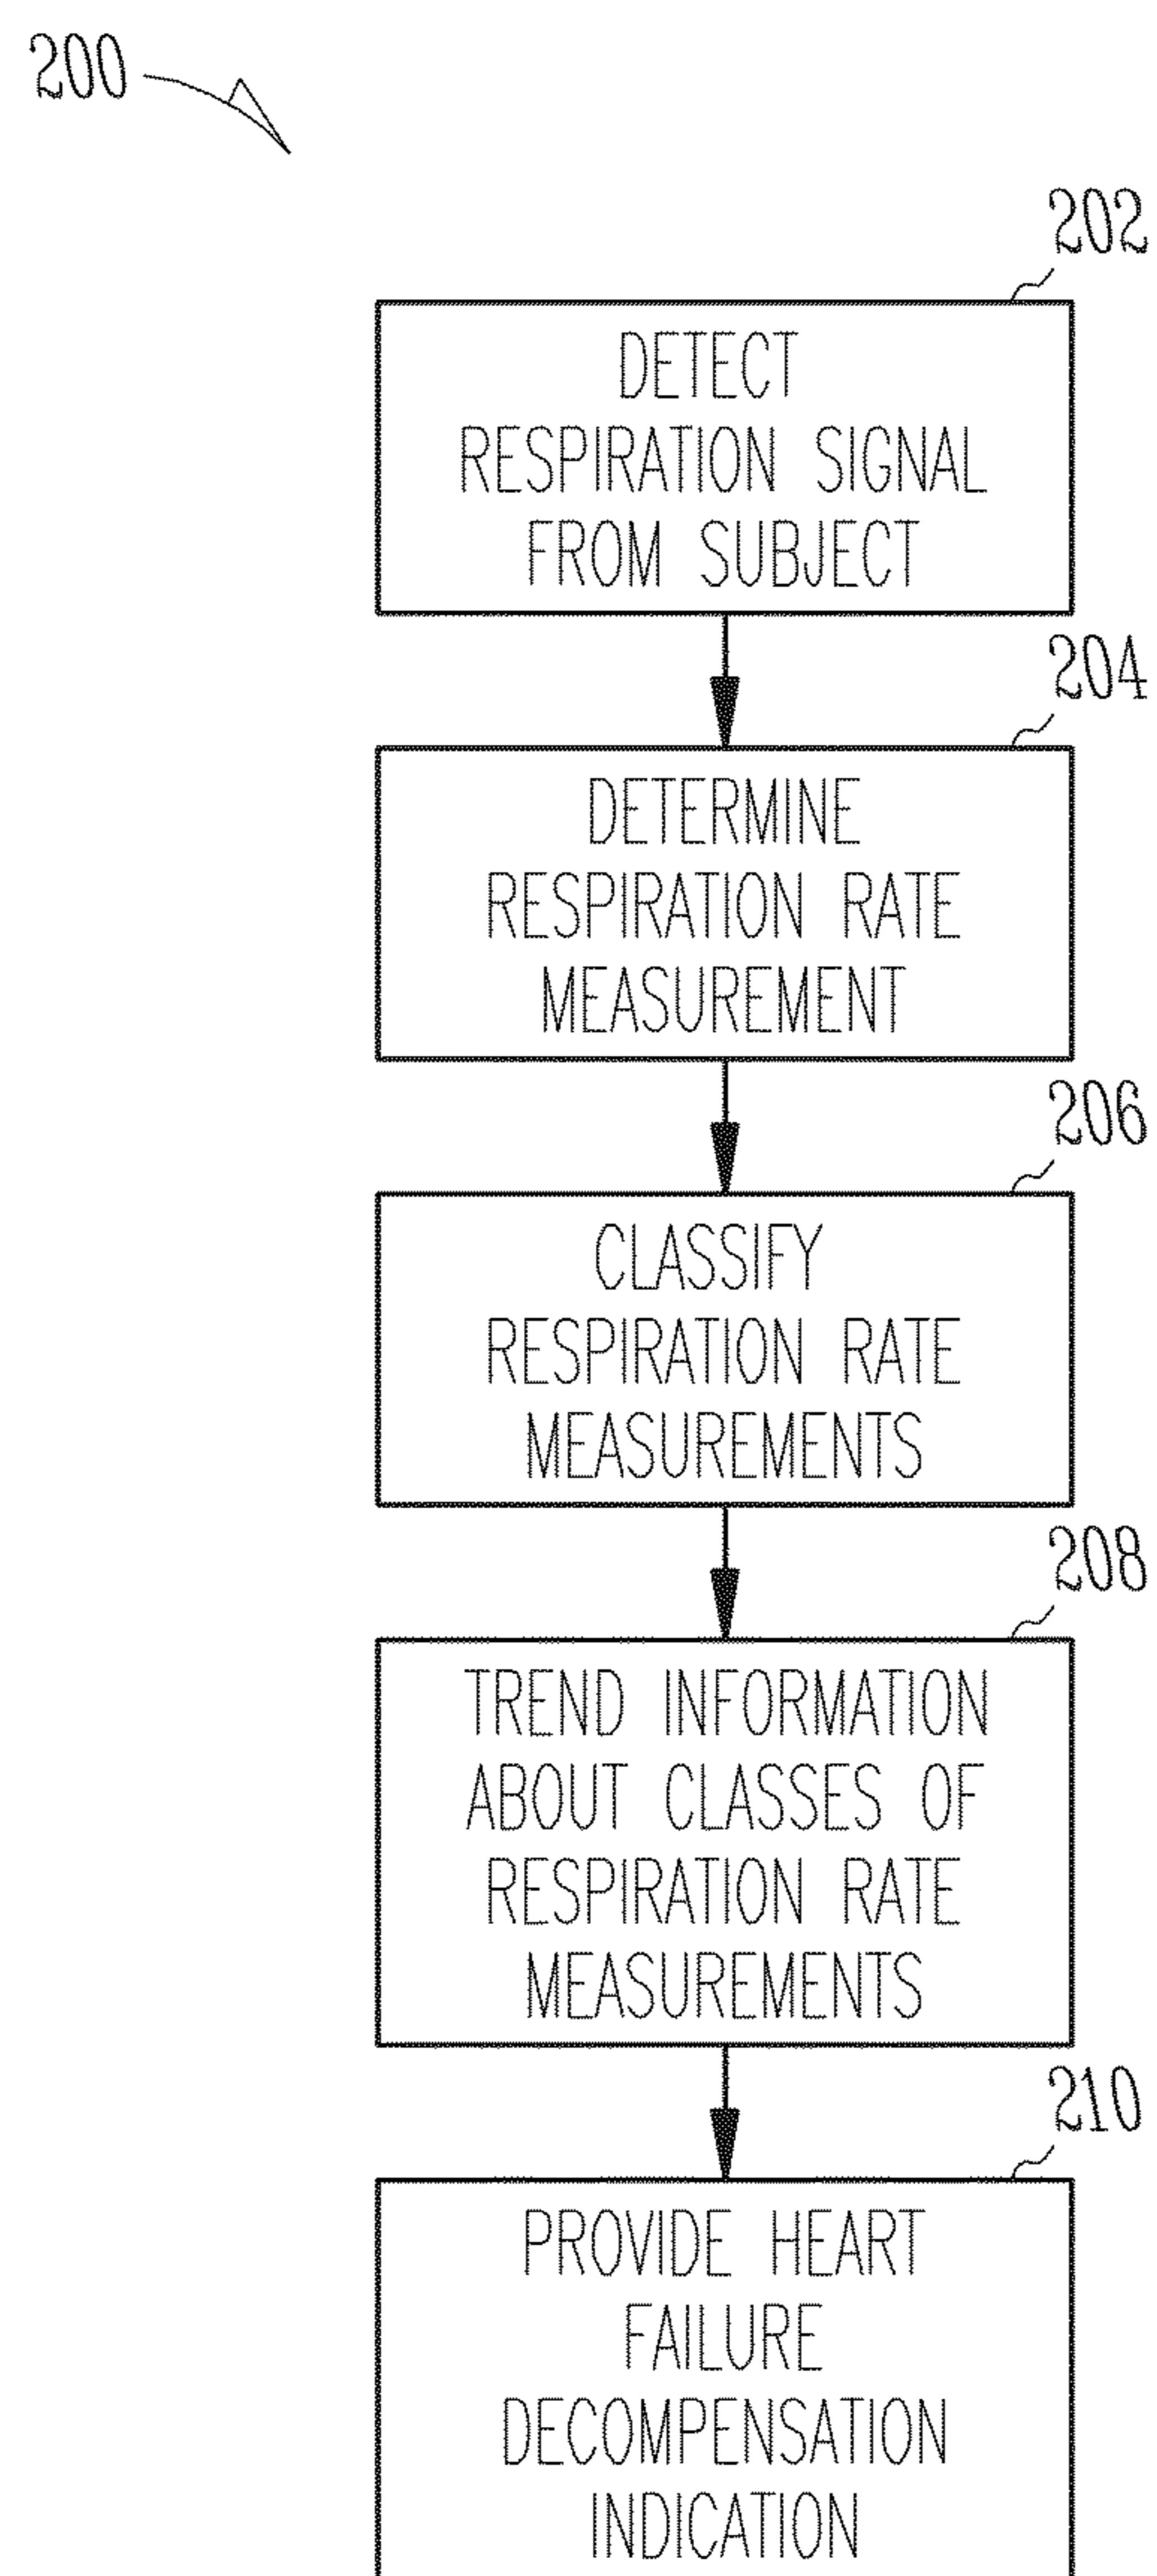 200
202
DETECT
RESPIRATION SIGNAL
FROM SUBJECT
204
DETERMINE
RESPIRATION RATE
MEASUREMENT
206
CLASSIFY
RESPIRATION RATE
MEASUREMENTS
208
TREND INFORMATION
ABOUT CLASSES OF
RESPIRATION RATE
MEASUREMENTS
210
PROVIDE HEART
FAILURE
DECOMPENSATION
INDICATION